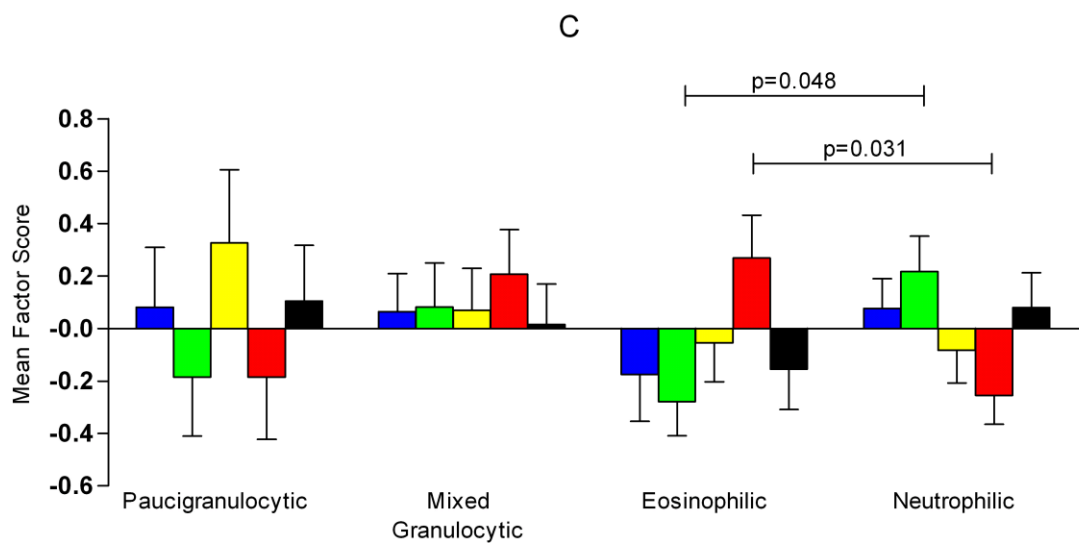 C
p=0.048
p=0.031
Mean Factor Score
0.8
0.6
0.4
0.2
-0.0
-0.2
-0.4
-0.6
Paucigranulocytic
Mixed
Granulocytic
Eosinophilic
Neutrophilic